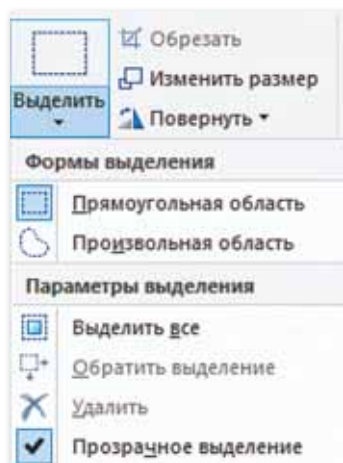 Обрезать
Изменить размер
Выделить
Повернуть
Формы выделения
Прямоугольная область
Произвольная область
Параметры выделения
Выделить все
Обратить выделение
Удалить
Прозрачное выделение